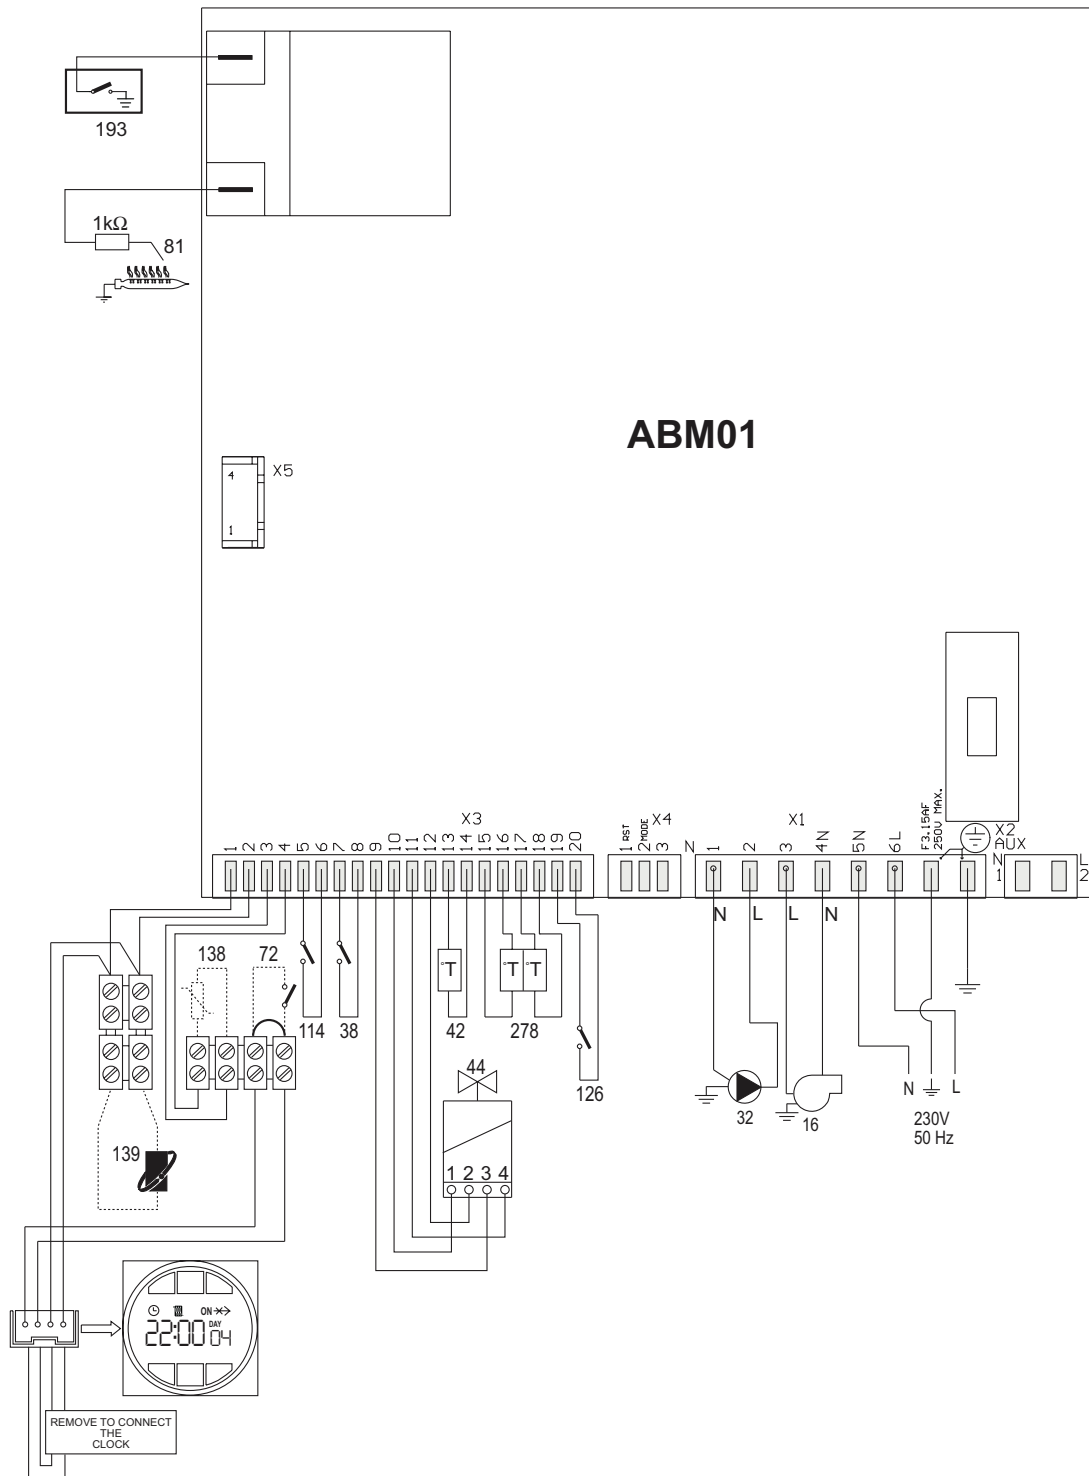 193
1kΩ
81
ABM01
X5
4
1
X3
1 2 3 4 5 6 7 8 9 10 11 12 13 14 15 16 17 18 19 20
X4
1 RST
2 MODE
3
X1
N 1 2 3 4N 5N 6L
F3.15AF
250V MAX.
X2
AUX
N L
1 2
N L L N
138
72
114
38
°T
42
°T °T
278
126
44
1 2 3 4
32
16
N L
230V
50 Hz
139
ON
DAY
22:00 04
REMOVE TO CONNECT
THE
CLOCK